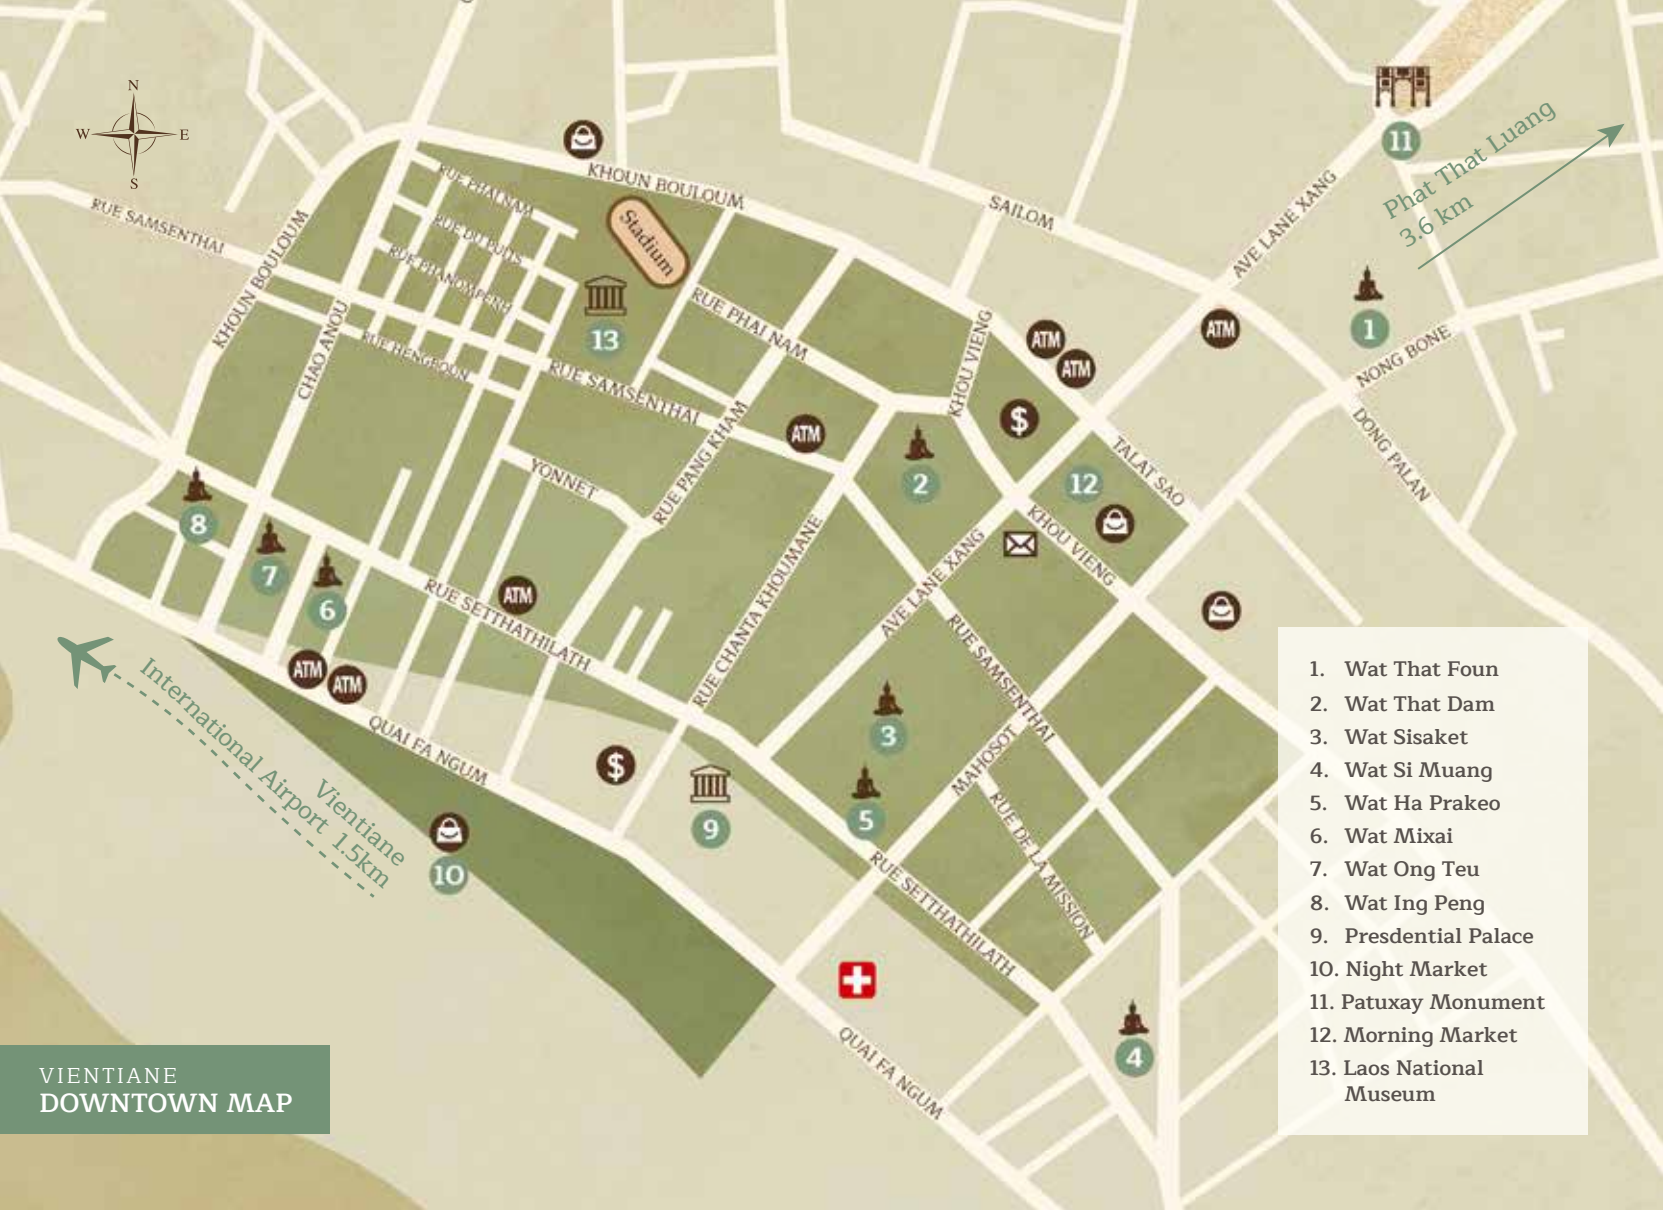 N
W
E
S
KHOUN BOULOUM
RUE PHAI NAM
RUE DU PUITS
RUE PHANOMPENH
RUE HENGBOUN
Stadium
RUE SAMSENTHAI
KHOUN BOULOUM
CHAO ANOU
13
RUE PHAI NAM
RUE SAMSENTHAI
RUE PANG KHAM
YONNET
SAILOM
KHOU VIENG
AVE LANE XANG
11
Phat That Luang
3.6 km
1
NONG BONE
DONG PALAN
TALAT SAO
ATM
ATM
ATM
ATM
$
2
12
KHOU VIENG
AVE LANE XANG
RUE CHANTA KHOUMANE
RUE SAMSENTHAI
8
7
6
ATM
RUE SETTHATHILATH
ATM
ATM
QUAI FA NGUM
$
9
3
5
MAHOSOT
RUE DE LA MISSION
RUE SETTHATHILATH
10
Vientiane
International Airport 1.5km
4
QUAI FA NGUM
VIENTIANE
DOWNTOWN MAP
1. Wat That Foun
2. Wat That Dam
3. Wat Sisaket
4. Wat Si Muang
5. Wat Ha Prakeo
6. Wat Mixai
7. Wat Ong Teu
8. Wat Ing Peng
9. Presdential Palace
10. Night Market
11. Patuxay Monument
12. Morning Market
13. Laos National
Museum